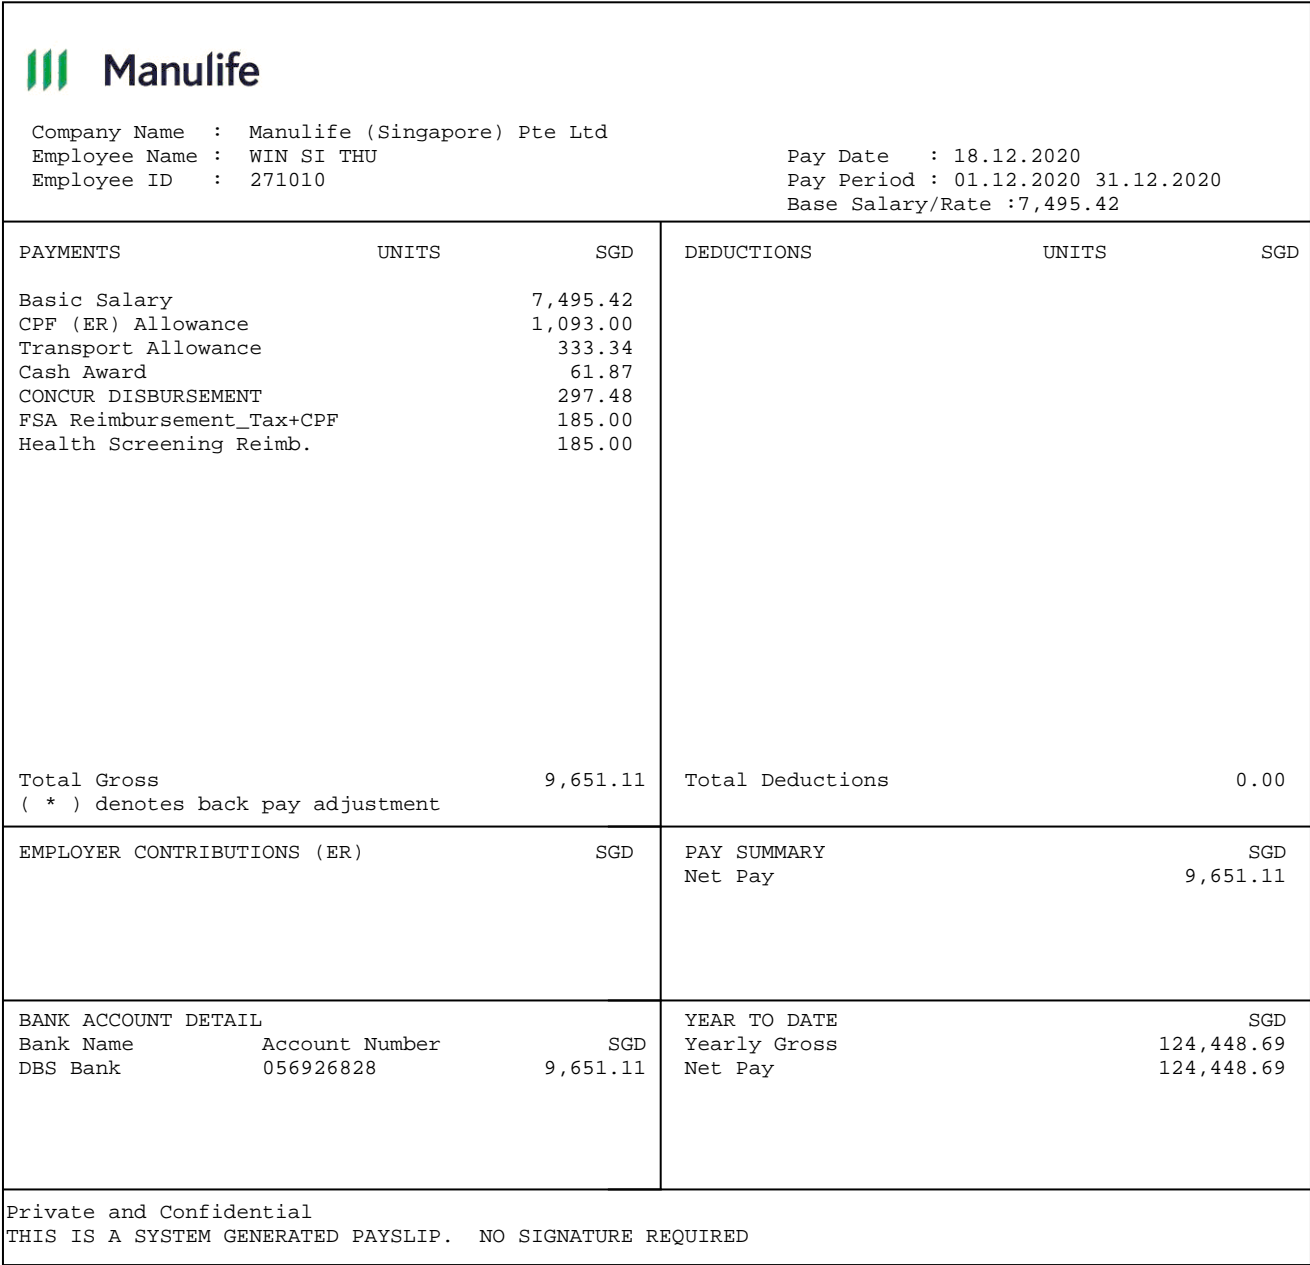 Manulife
Company Name : Manulife (Singapore) Pte Ltd
Employee Name : WIN SI THU
Employee ID : 271010
Pay Date : 18.12.2020
Pay Period : 01.12.2020 31.12.2020
Base Salary/Rate :7,495.42
PAYMENTS UNITS SGD
Basic Salary 7,495.42
CPF (ER) Allowance 1,093.00
Transport Allowance 333.34
Cash Award 61.87
CONCUR DISBURSEMENT 297.48
FSA Reimbursement_Tax+CPF 185.00
Health Screening Reimb. 185.00
Total Gross 9,651.11
( * ) denotes back pay adjustment
DEDUCTIONS UNITS SGD
Total Deductions 0.00
EMPLOYER CONTRIBUTIONS (ER) SGD
PAY SUMMARY SGD
Net Pay 9,651.11
BANK ACCOUNT DETAIL
Bank Name Account Number SGD
DBS Bank 056926828 9,651.11
YEAR TO DATE SGD
Yearly Gross 124,448.69
Net Pay 124,448.69
Private and Confidential
THIS IS A SYSTEM GENERATED PAYSLIP. NO SIGNATURE REQUIRED